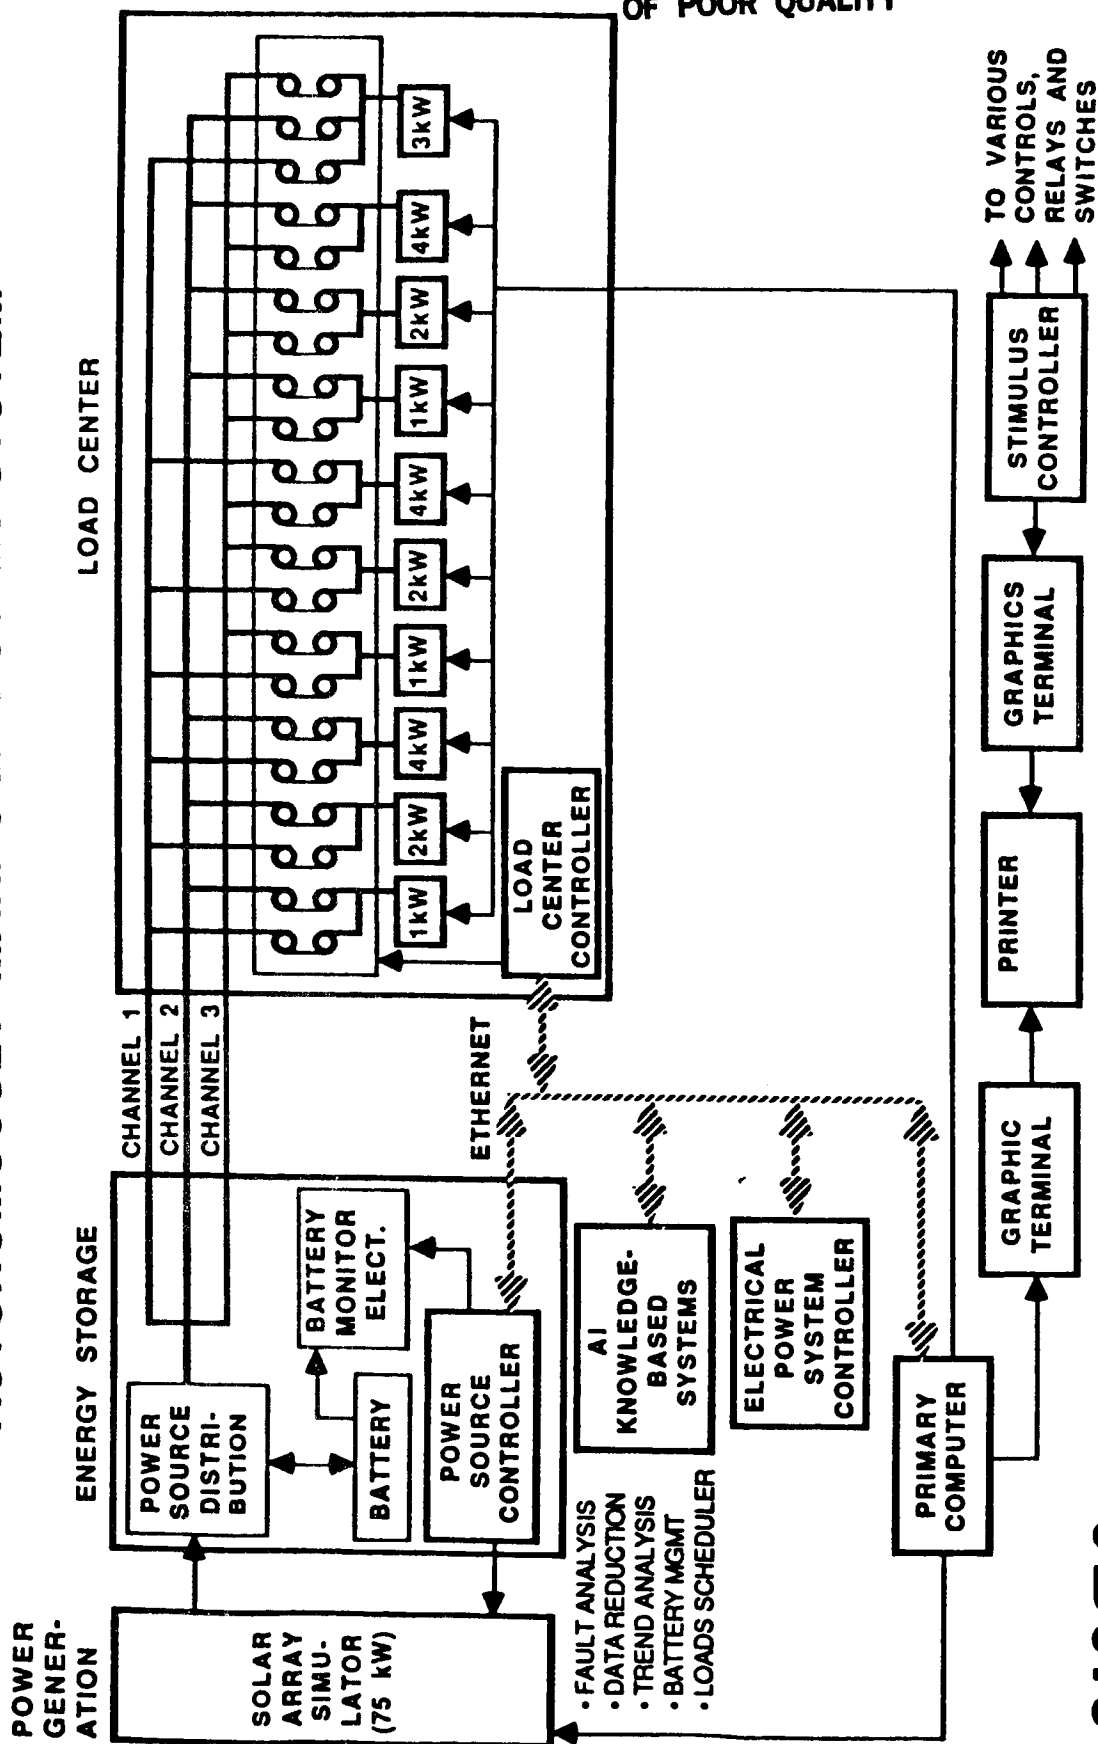 OF POOR QUALITY
POWER
GENER-
ATION
SOLAR
ARRAY
SIMU-
LATOR
(75 kW)
ENERGY STORAGE
POWER
SOURCE
DISTRI-
BUTION
BATTERY
BATTERY
MONITOR
ELECT.
POWER
SOURCE
CONTROLLER
CHANNEL 1
CHANNEL 2
CHANNEL 3
ETHERNET
LOAD CENTER
1kW
2kW
4kW
1kW
2kW
4kW
1kW
2kW
4kW
3kW
LOAD
CENTER
CONTROLLER
• FAULT ANALYSIS
• DATA REDUCTION
• TREND ANALYSIS
• BATTERY MGMT
• LOADS SCHEDULER
AI
KNOWLEDGE-
BASED
SYSTEMS
ELECTRICAL
POWER
SYSTEM
CONTROLLER
PRIMARY
COMPUTER
GRAPHIC
TERMINAL
PRINTER
GRAPHICS
TERMINAL
STIMULUS
CONTROLLER
TO VARIOUS
CONTROLS,
RELAYS AND
SWITCHES